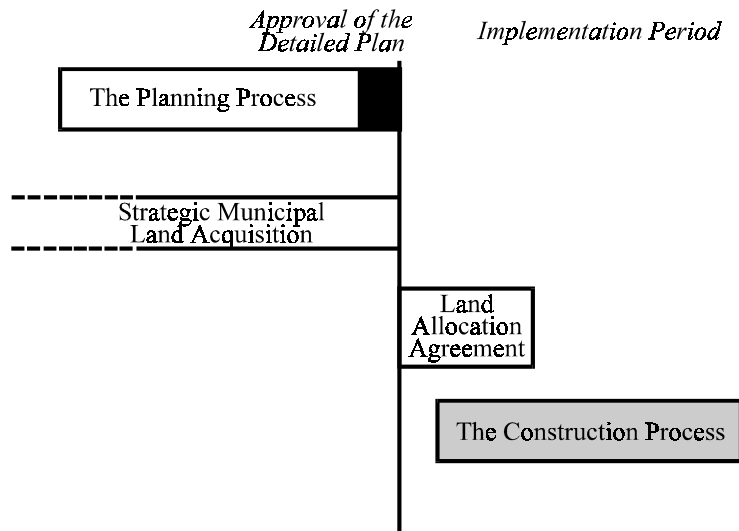 Approval of the
Detailed Plan
Implementation Period
The Planning Process
Strategic Municipal
Land Acquisition
Land
Allocation
Agreement
The Construction Process